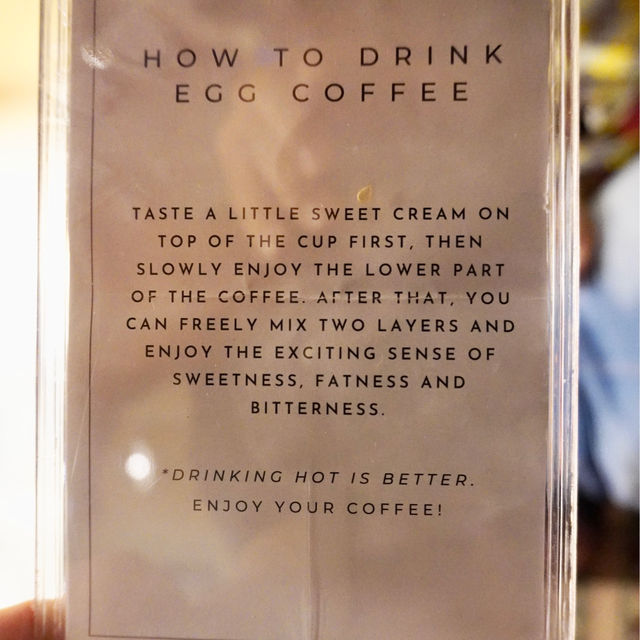 HOW TO DRINK
EGG COFFEE
TASTE A LITTLE SWEET CREAM ON
TOP OF THE CUP FIRST, THEN
SLOWLY ENJOY THE LOWER PART
OF THE COFFEE. AFTER THAT, YOU
CAN FREELY MIX TWO LAYERS AND
ENJOY THE EXCITING SENSE OF
SWEETNESS, FATNESS AND
BITTERNESS.
*DRINKING HOT IS BETTER.
ENJOY YOUR COFFEE!